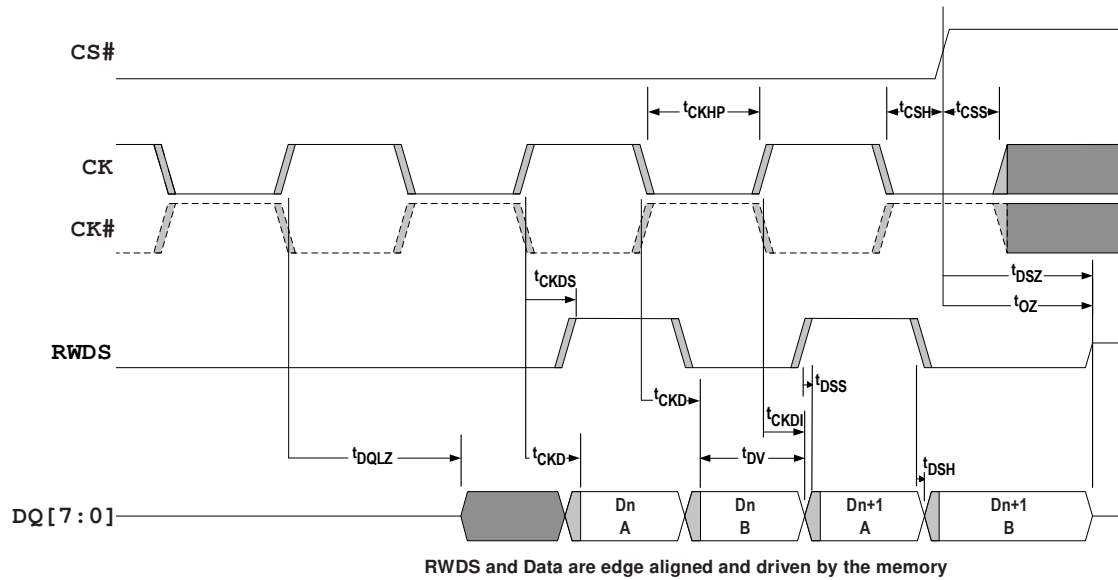 CS#
tCKHP
tCSH
tCSS
CK
CK#
tDSZ
tCKDS
tOZ
RWDS
tDSS
tCKD
tCKDI
tDQLZ
tCKD
tDV
tDSH
DQ[7:0]
Dn
A
Dn
B
Dn+1
A
Dn+1
B
RWDS and Data are edge aligned and driven by the memory